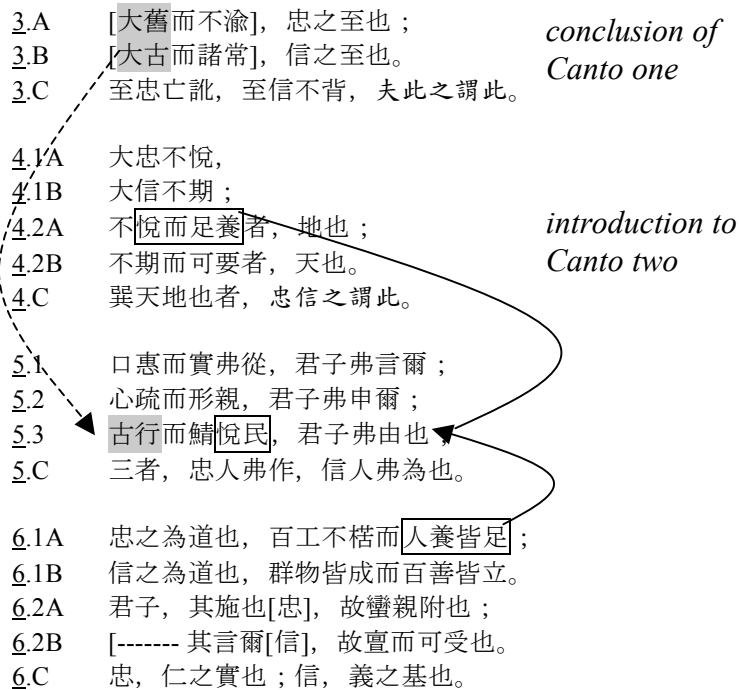 3.A [大舊而不渝], 忠之至也；
conclusion of
3.B [大古而諸常], 信之至也。
Canto one
3.C 至忠亡訛, 至信不背, 夫此之謂此。
4.1A 大忠不悅,
4.1B 大信不期；
4.2A 不悅而足養者, 地也；
introduction to
4.2B 不期而可要者, 天也。
Canto two
4.C 巽天地也者, 忠信之謂此。
5.1 口惠而實弗從, 君子弗言爾；
5.2 心疏而形親, 君子弗申爾；
5.3 古行而鯖悅民, 君子弗由也；
5.C 三者, 忠人弗作, 信人弗為也。
6.1A 忠之為道也, 百工不楛而人養皆足；
6.1B 信之為道也, 群物皆成而百善皆立。
6.2A 君子, 其施也[忠], 故蠻親附也；
6.2B [------- 其言爾[信], 故亶而可受也。
6.C 忠, 仁之實也；信, 義之基也。